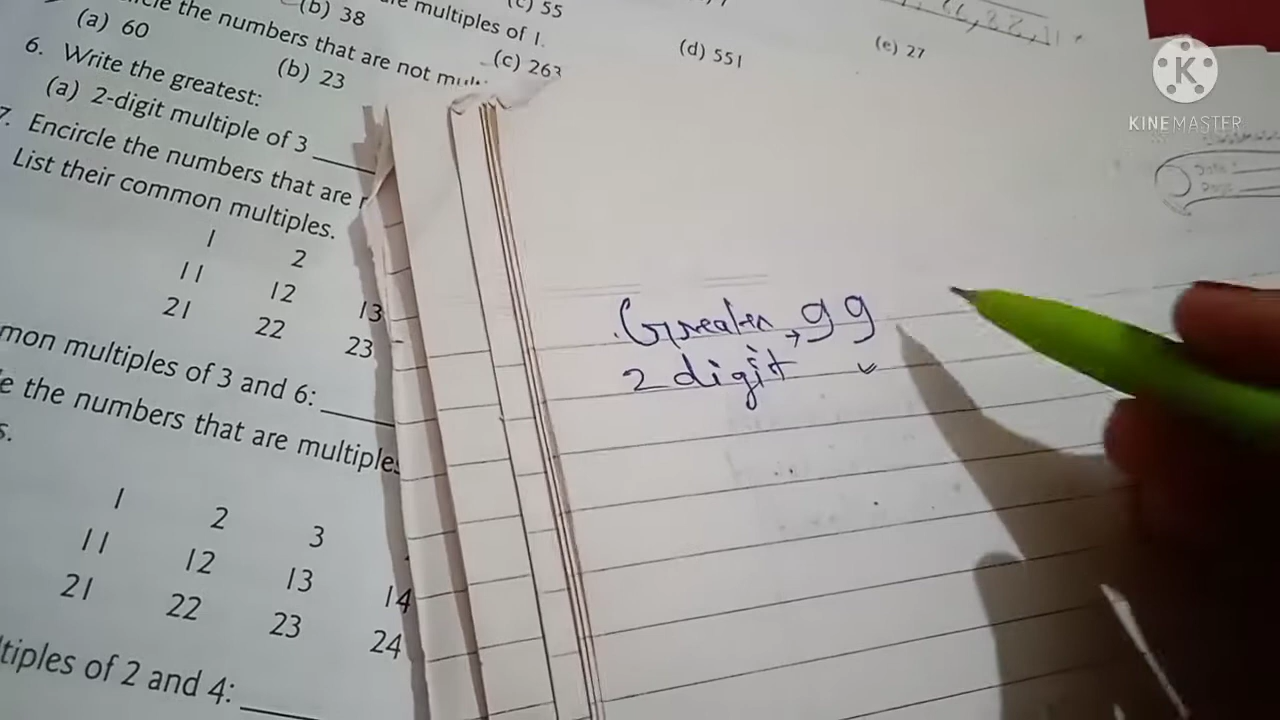 (c) 55
(b) 38
multiples of 1.
the numbers that are not
(a) 60
(b) 23
(c) 263
(d) 551
(e) 27
6. Write the greatest:
(a) 2-digit multiple of 3
7. Encircle the numbers that are
List their common multiples.
1 2
11 12 13
21 22 23
multiples of 3 and 6:
the numbers that are multiples
1 2 3
11 12 13 14
21 22 23 24
of 2 and 4:
2 digit → 99
KINEMASTER